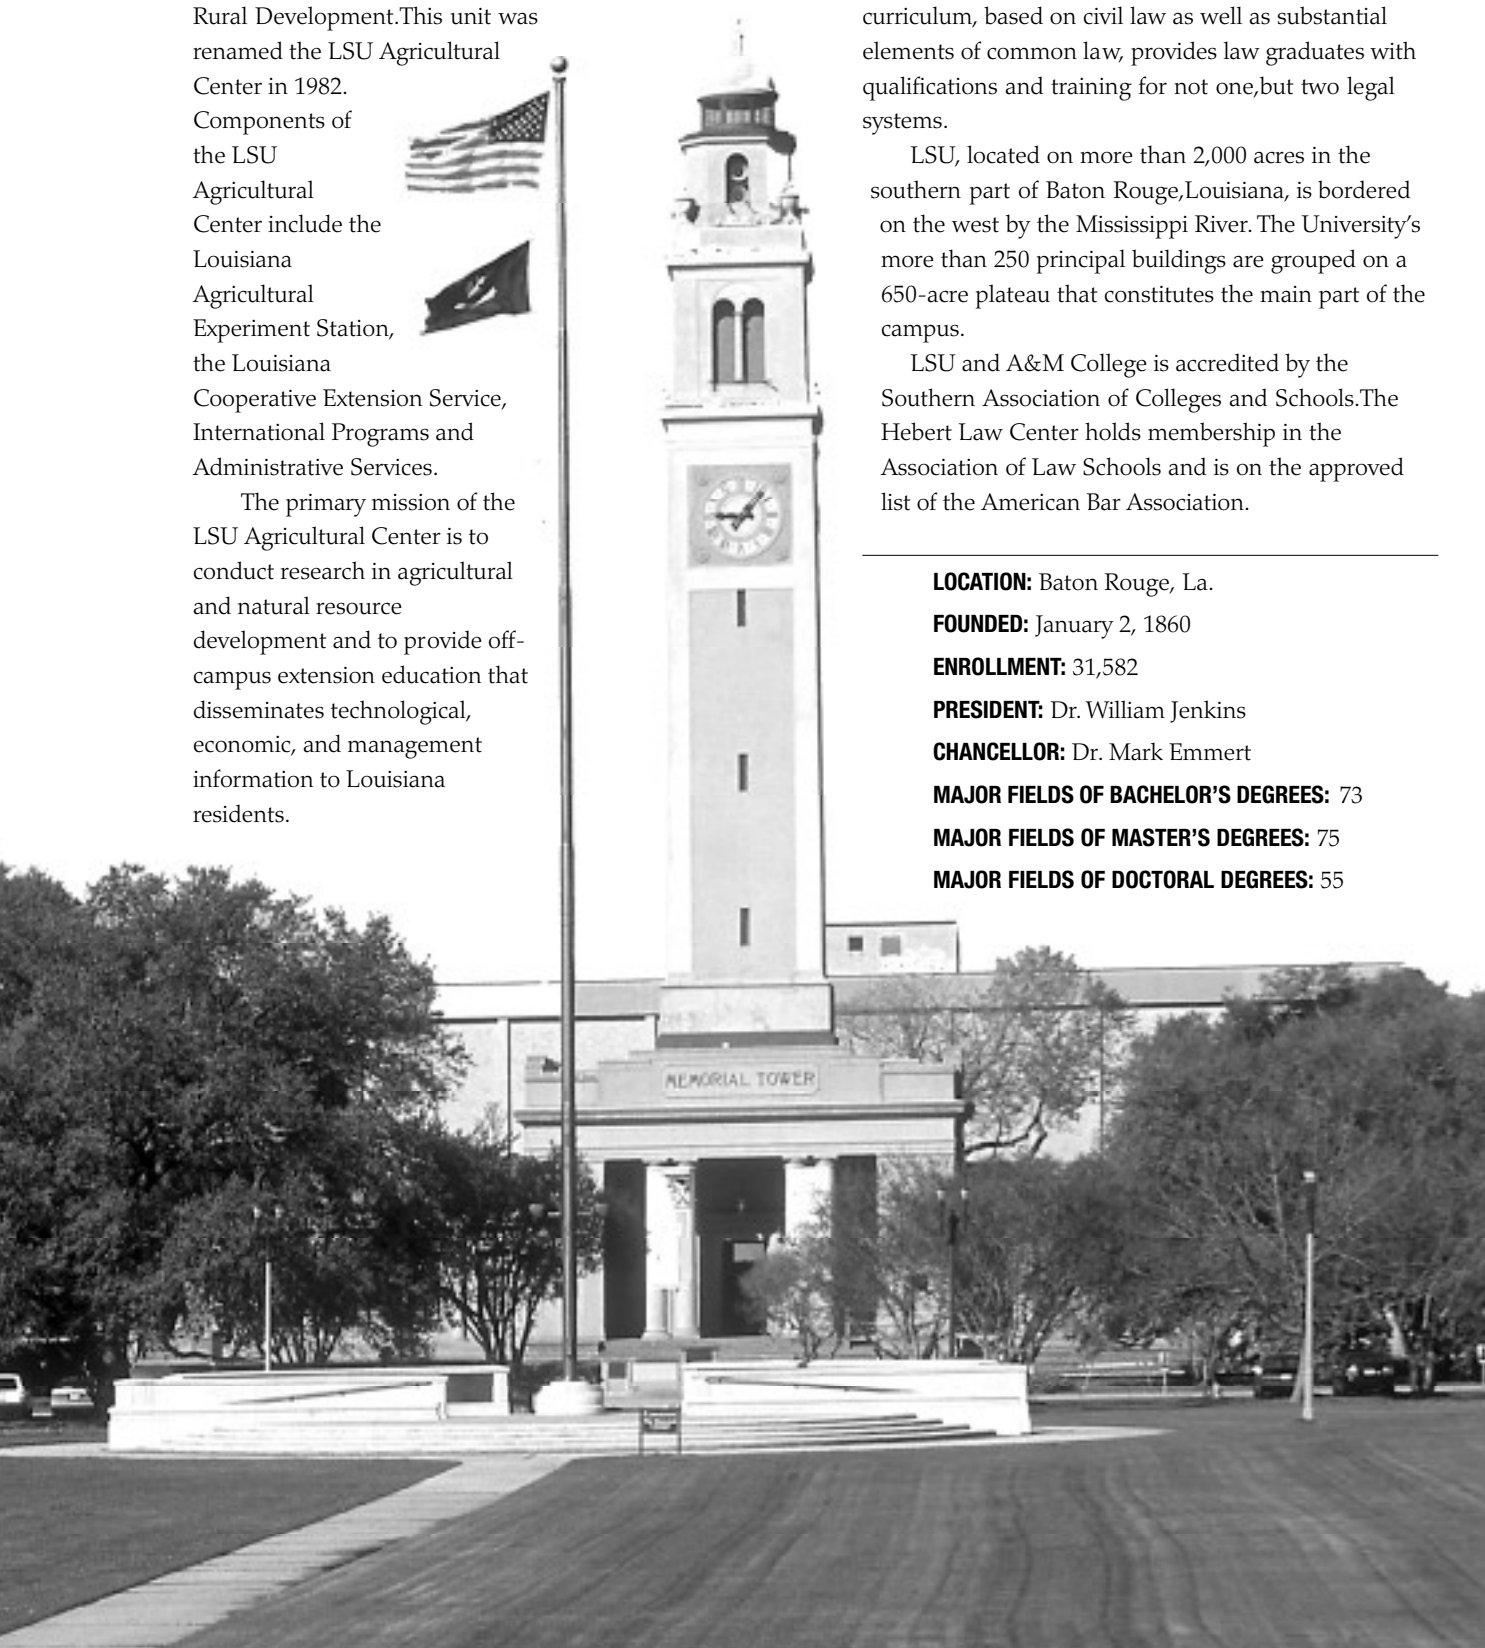 Rural Development.This unit was
renamed the LSU Agricultural
Center in 1982.
Components of
the LSU
Agricultural
Center include the
Louisiana
Agricultural
Experiment Station,
the Louisiana
Cooperative Extension Service,
International Programs and
Administrative Services.
The primary mission of the
LSU Agricultural Center is to
conduct research in agricultural
and natural resource
development and to provide off-
campus extension education that
disseminates technological,
economic, and management
information to Louisiana
residents.
curriculum, based on civil law as well as substantial
elements of common law, provides law graduates with
qualifications and training for not one,but two legal
systems.
LSU, located on more than 2,000 acres in the
southern part of Baton Rouge,Louisiana, is bordered
on the west by the Mississippi River. The University’s
more than 250 principal buildings are grouped on a
650-acre plateau that constitutes the main part of the
campus.
LSU and A&M College is accredited by the
Southern Association of Colleges and Schools.The
Hebert Law Center holds membership in the
Association of Law Schools and is on the approved
list of the American Bar Association.
LOCATION: Baton Rouge, La.
FOUNDED: January 2, 1860
ENROLLMENT: 31,582
PRESIDENT: Dr. William Jenkins
CHANCELLOR: Dr. Mark Emmert
MAJOR FIELDS OF BACHELOR’S DEGREES: 73
MAJOR FIELDS OF MASTER’S DEGREES: 75
MAJOR FIELDS OF DOCTORAL DEGREES: 55
MEMORIAL TOWER